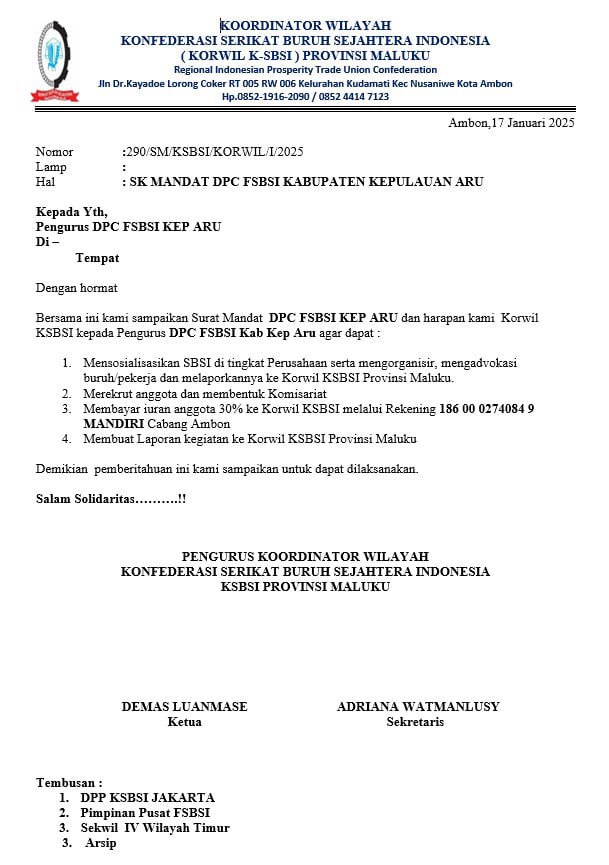 KOORDINATOR WILAYAH
KONFEDERASI SERIKAT BURUH SEJAHTERA INDONESIA
( KORWIL K-SBSI ) PROVINSI MALUKU
Regional Indonesian Prosperity Trade Union Confederation
Jln Dr.Kayadoe Lorong Coker RT 005 RW 006 Kelurahan Kudamati Kec Nusaniwe Kota Ambon
Hp.0852-1916-2090 / 0852 4414 7123
Ambon,17 Januari 2025
Nomor :290/SM/KSBSI/KORWIL/I/2025
Lamp :
Hal : SK MANDAT DPC FSBSI KABUPATEN KEPULAUAN ARU
Kepada Yth,
Pengurus DPC FSBSI KEP ARU
Di –
Tempat
Dengan hormat
Bersama ini kami sampaikan Surat Mandat DPC FSBSI KEP ARU dan harapan kami Korwil
KSBSI kepada Pengurus DPC FSBSI Kab Kep Aru agar dapat :
1. Mensosialisasikan SBSI di tingkat Perusahaan serta mengorganisir, mengadvokasi
buruh/pekerja dan melaporkannya ke Korwil KSBSI Provinsi Maluku.
2. Merekrut anggota dan membentuk Komisariat
3. Membayar iuran anggota 30% ke Korwil KSBSI melalui Rekening 186 00 0274084 9
MANDIRI Cabang Ambon
4. Membuat Laporan kegiatan ke Korwil KSBSI Provinsi Maluku
Demikian pemberitahuan ini kami sampaikan untuk dapat dilaksanakan.
Salam Solidaritas……….!!
PENGURUS KOORDINATOR WILAYAH
KONFEDERASI SERIKAT BURUH SEJAHTERA INDONESIA
KSBSI PROVINSI MALUKU
DEMAS LUANMASE ADRIANA WATMANLUSY
Ketua Sekretaris
Tembusan :
1. DPP KSBSI JAKARTA
2. Pimpinan Pusat FSBSI
3. Sekwil IV Wilayah Timur
3. Arsip